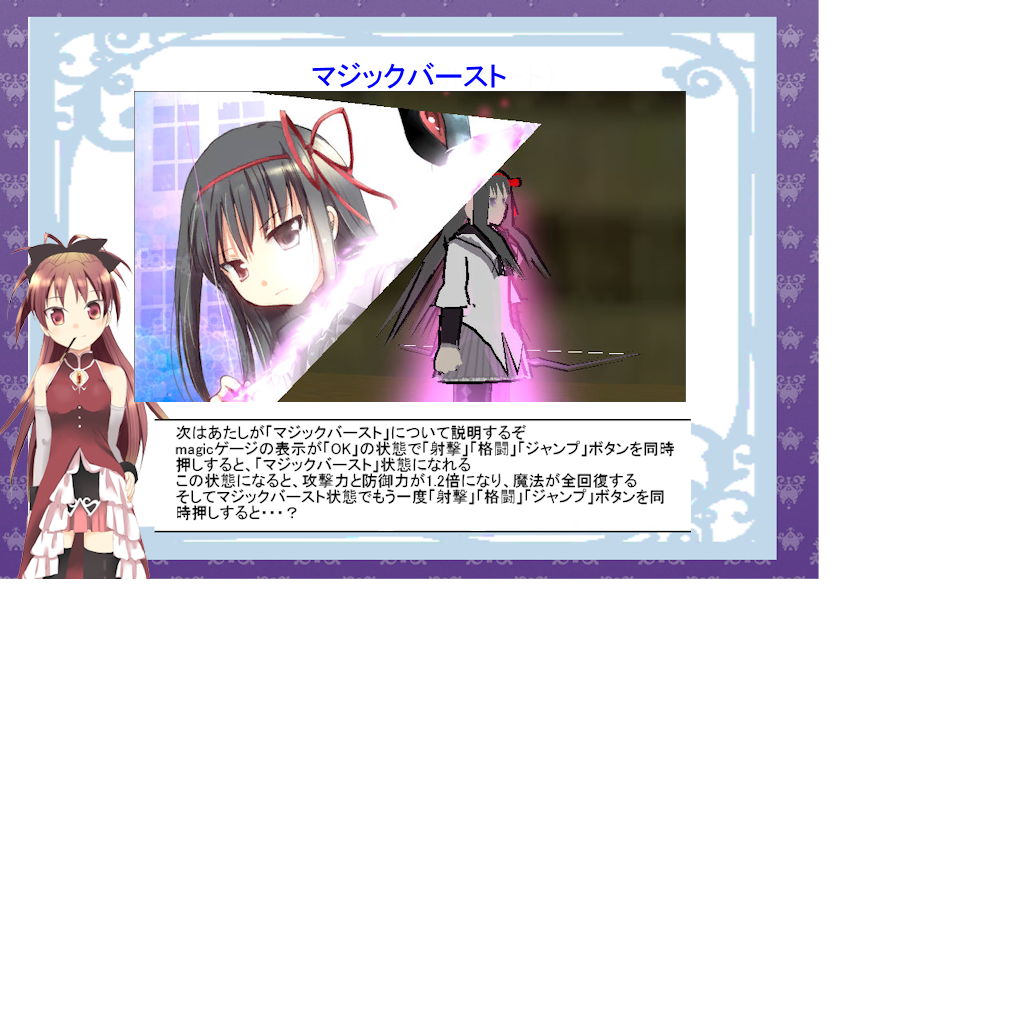 マジックバースト
次はあたしが「マジックバースト」について説明するぞ
magicゲージの表示が「OK」の状態で「射撃」「格闘」「ジャンプ」ボタンを同時
押しすると、「マジックバースト」状態になれる
この状態になると、攻撃力と防御力が1.2倍になり、魔法が全回復する
そしてマジックバースト状態でもう一度「射撃」「格闘」「ジャンプ」ボタンを同
時押しすると・・・？